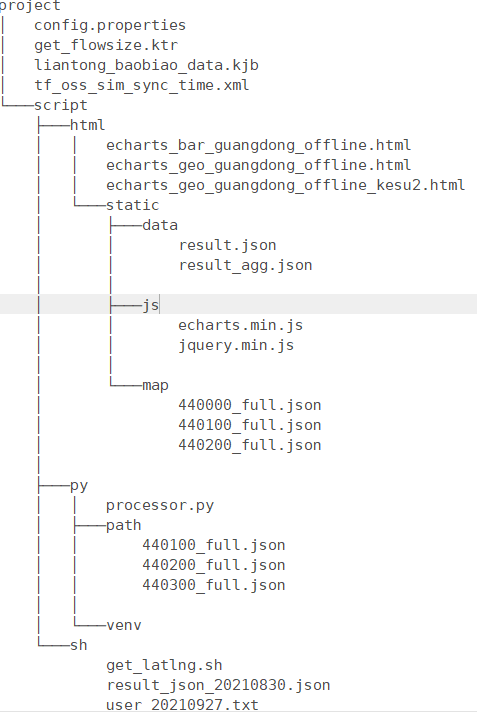 project
config.properties
get_flowsize.ktr
liantong_baobiao_data.kjb
tf_oss_sim_sync_time.xml
script
html
echarts_bar_guangdong_offline.html
echarts_geo_guangdong_offline.html
echarts_geo_guangdong_offline_kesu2.html
static
data
result.json
result_agg.json
js
echarts.min.js
jquery.min.js
map
440000_full.json
440100_full.json
440200_full.json
py
processor.py
path
440100_full.json
440200_full.json
440300_full.json
venv
sh
get_latlng.sh
result_json_20210830.json
user_20210927.txt